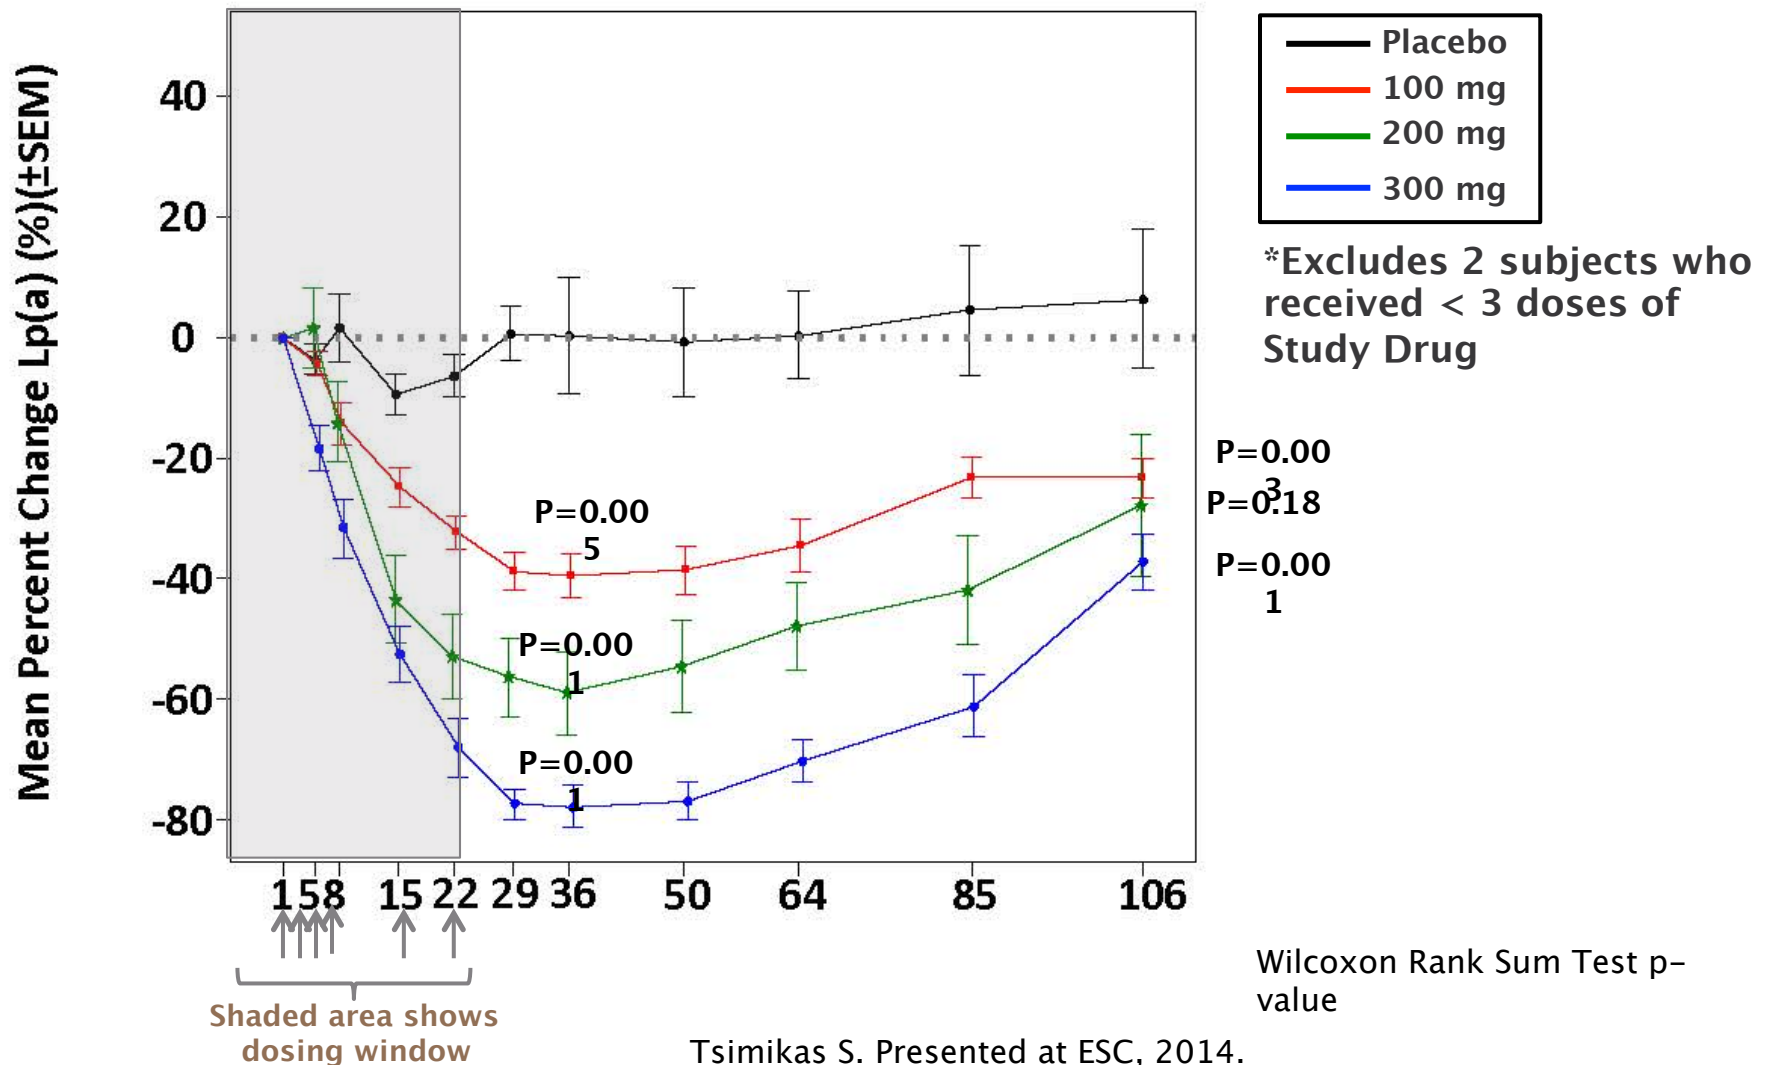 Mean Percent Change Lp(a) (%)(±SEM)
40
20
0
-20
-40
-60
-80
Placebo
100 mg
200 mg
300 mg
*Excludes 2 subjects who
received < 3 doses of
Study Drug
P=0.00
5
P=0.00
1
P=0.00
1
P=0.00
3
P=0.18
P=0.00
1
1 5 8 15 22 29 36 50 64 85 106
Shaded area shows
dosing window
Wilcoxon Rank Sum Test p-
value
Tsimikas S. Presented at ESC, 2014.